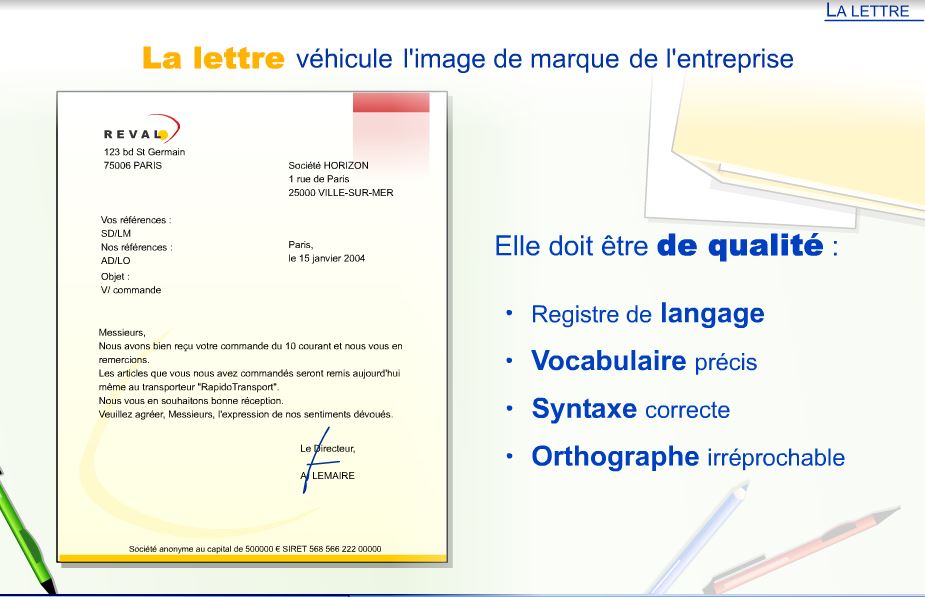 LA LETTRE
La lettre véhicule l'image de marque de l'entreprise
REVAL
123 bd St Germain
75006 PARIS
Société HORIZON
1 rue de Paris
25000 VILLE-SUR-MER
Vos références :
SD/LM
Nos références :
AD/LO
Paris,
le 15 janvier 2004
Objet :
V/ commande
Messieurs,
Nous avons bien reçu votre commande du 10 courant et nous vous en
remercions.
Les articles que vous nous avez commandés seront remis aujourd'hui
même au transporteur "RapidoTransport".
Nous vous en souhaitons bonne réception.
Veuillez agréer, Messieurs, l'expression de nos sentiments dévoués.
Le Directeur,
A. LEMAIRE
Société anonyme au capital de 500000 € SIRET 568 566 222 00000
Elle doit être de qualité :
• Registre de langage
• Vocabulaire précis
• Syntaxe correcte
• Orthographe irréprochable